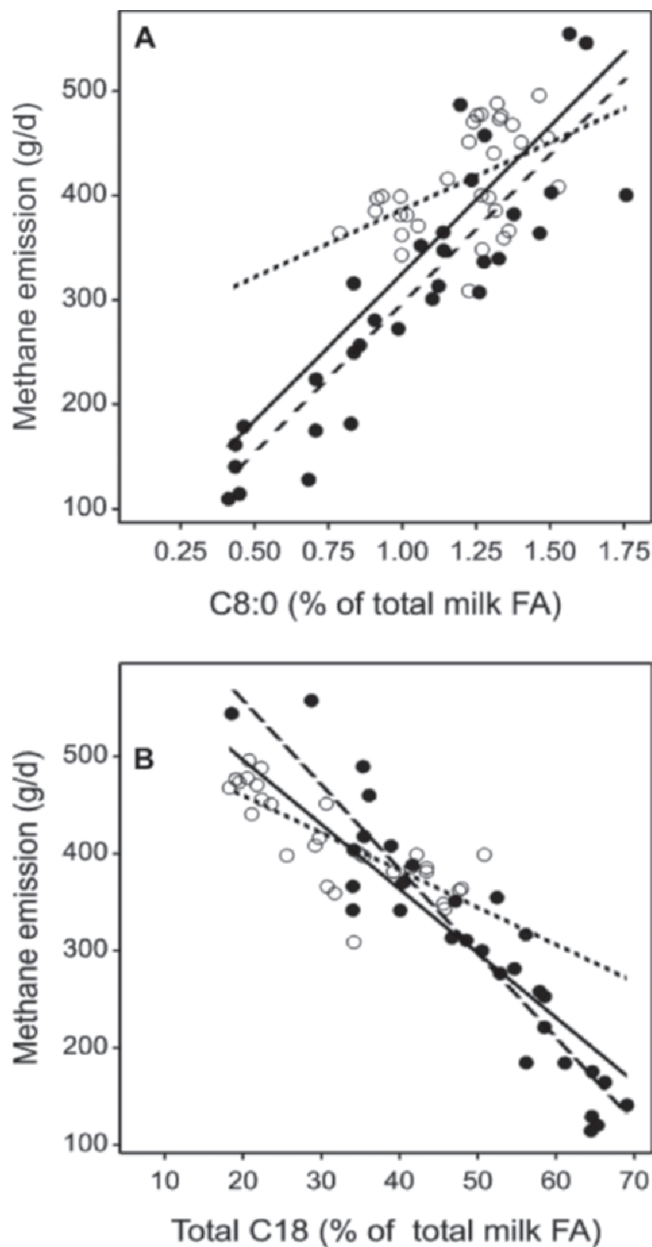 A
Methane emission (g/d)
500
400
300
200
100
0.25 0.50 0.75 1.00 1.25 1.50 1.75
C8:0 (% of total milk FA)
B
Methane emission (g/d)
500
400
300
200
100
10 20 30 40 50 60 70
Total C18 (% of total milk FA)